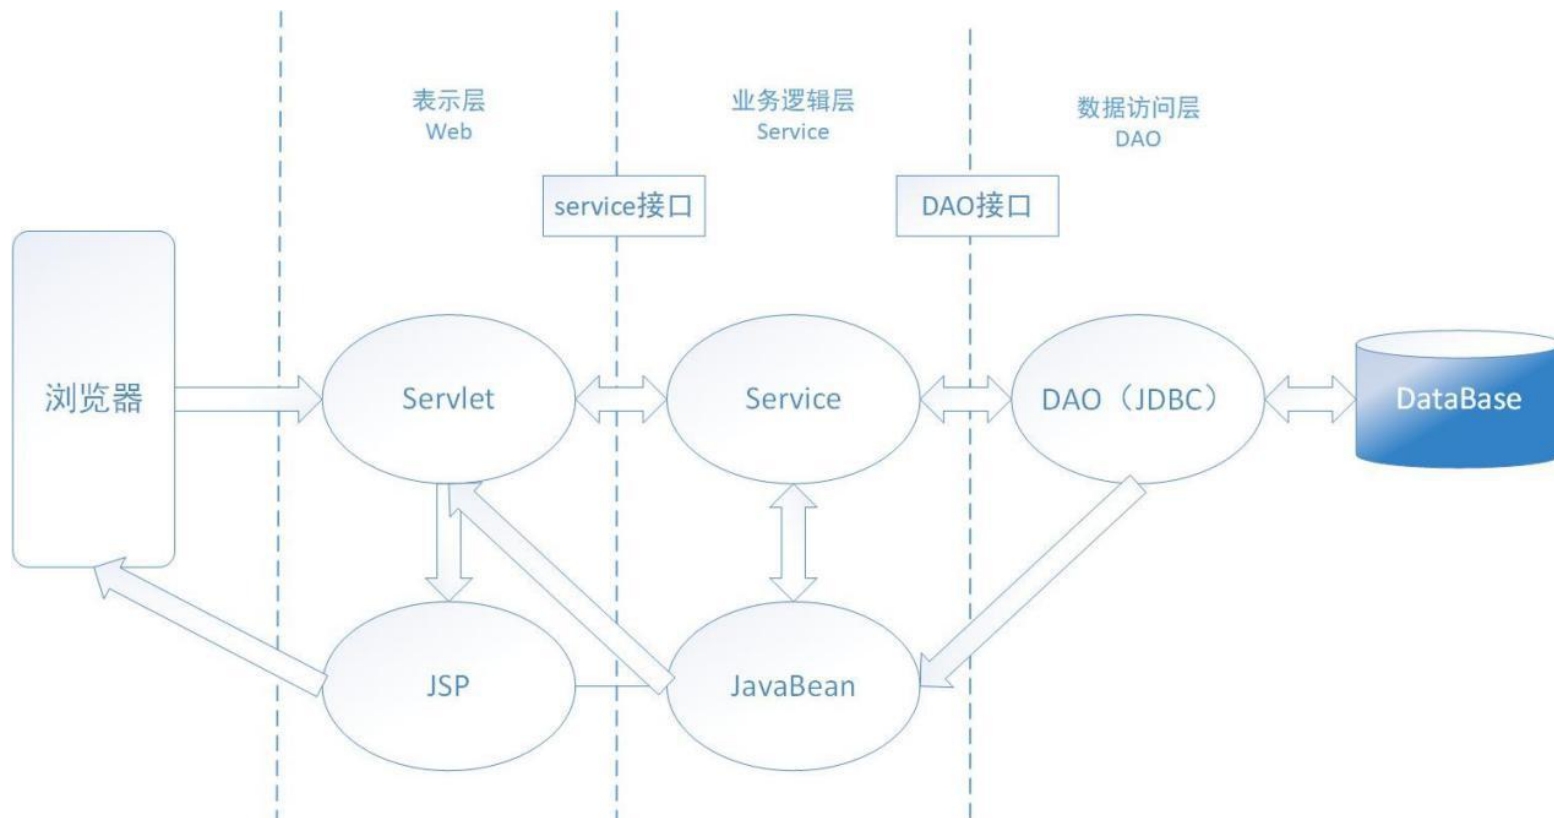 表示层
Web
业务逻辑层
Service
数据访问层
DAO
service接口
DAO接口
浏览器
Servlet
Service
DAO（JDBC）
DataBase
JSP
JavaBean